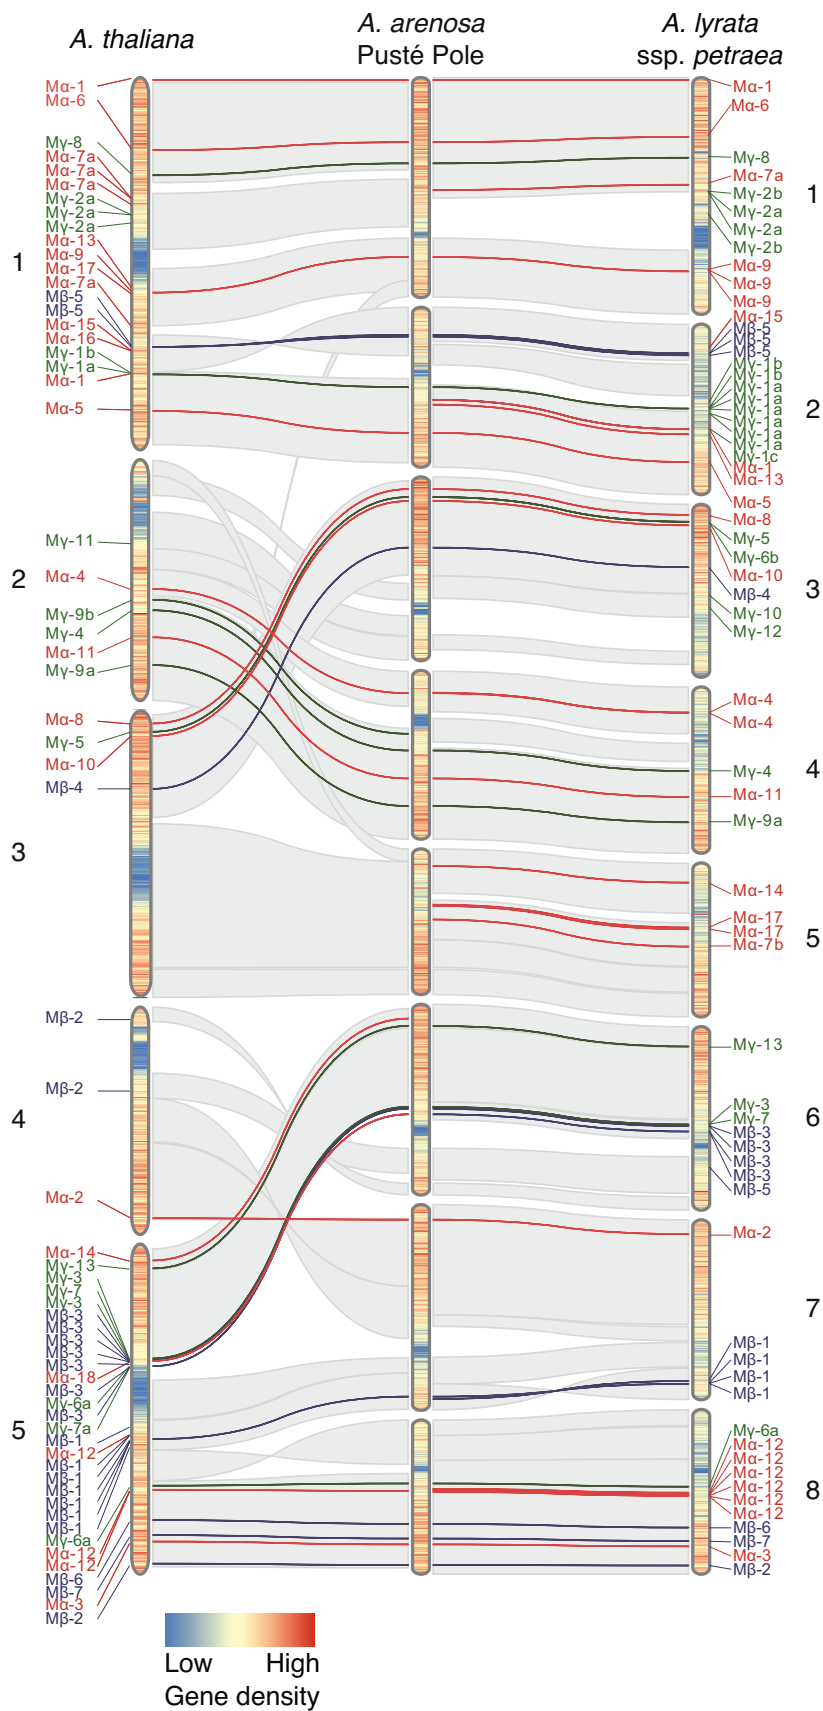 A. thaliana
A. arenosa
Pusté Pole
A. lyrata
ssp. petraea
Mα-1
Mα-6
Mγ-8
Mα-7a
Mα-7a
Mα-7a
Mγ-2a
Mγ-2a
Mγ-2a
Mα-13
Mα-9
Mα-17
Mα-7a
Mβ-5
Mβ-5
Mα-15
Mα-16
Mγ-1b
Mγ-1a
Mα-1
Mα-5
1
Mγ-11
Mα-4
Mγ-9b
Mγ-4
Mα-11
Mγ-9a
2
Mα-8
Mγ-5
Mα-10
Mβ-4
3
Mβ-2
Mβ-2
Mα-2
4
Mα-14
Mγ-13
Mγ-3
Mγ-7
Mγ-3
Mβ-3
Mβ-3
Mβ-3
Mβ-3
Mβ-3
Mα-18
Mβ-3
Mγ-6a
Mβ-3
Mγ-7a
Mβ-1
Mα-12
Mβ-1
Mβ-1
Mβ-1
Mβ-1
Mβ-1
Mβ-1
Mγ-6a
Mα-12
Mα-12
Mβ-6
Mβ-7
Mα-3
Mβ-2
5
Mα-1
Mα-6
Mγ-8
Mα-7a
Mγ-2b
Mγ-2a
Mγ-2a
Mγ-2b
Mα-9
Mα-9
Mα-9
1
Mα-15
Mβ-5
Mβ-5
Mβ-5
Mγ-1b
Mγ-1b
Mγ-1a
Mγ-1a
Mγ-1a
Mγ-1a
Mγ-1a
Mγ-1c
Mα-1
Mα-13
Mα-5
2
Mα-8
Mγ-5
Mγ-6b
Mα-10
Mβ-4
Mγ-10
Mγ-12
3
Mα-4
Mα-4
Mγ-4
Mα-11
Mγ-9a
4
Mα-14
Mα-17
Mα-17
Mα-7b
5
Mγ-13
Mγ-3
Mγ-7
Mβ-3
Mβ-3
Mβ-3
Mβ-3
Mβ-5
6
Mα-2
Mβ-1
Mβ-1
Mβ-1
Mβ-1
7
Mγ-6a
Mα-12
Mα-12
Mα-12
Mα-12
Mα-12
Mα-12
Mβ-6
Mβ-7
Mα-3
Mβ-2
8
Low High
Gene density